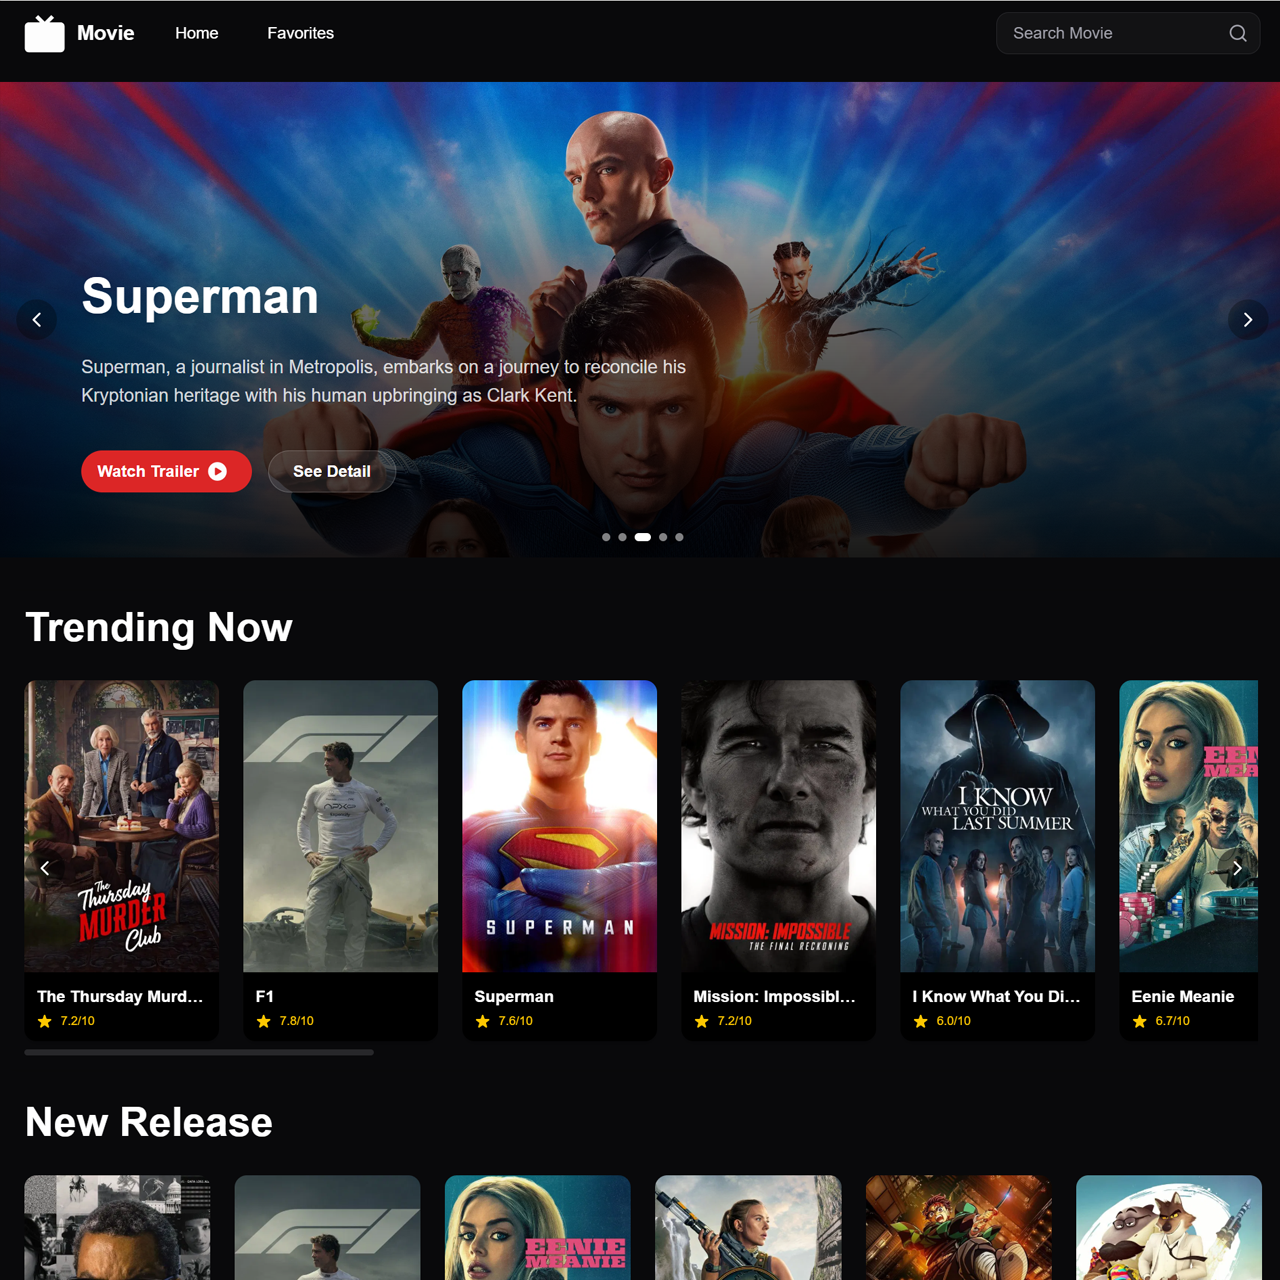 Movie
Home
Favorites
Search Movie
Superman
Superman, a journalist in Metropolis, embarks on a journey to reconcile his
Kryptonian heritage with his human upbringing as Clark Kent.
Watch Trailer
See Detail
Trending Now
The
Thursday
MURDER
Club
SUPERMAN
MISSION: IMPOSSIBLE
THE FINAL RECKONING
I KNOW
WHAT YOU DID
LAST SUMMER
EEN
MEA
The Thursday Murd...
7.2/10
F1
7.8/10
Superman
7.6/10
Mission: Impossibl...
7.2/10
I Know What You Di...
6.0/10
Eenie Meanie
6.7/10
New Release
EENIE
MEANIE